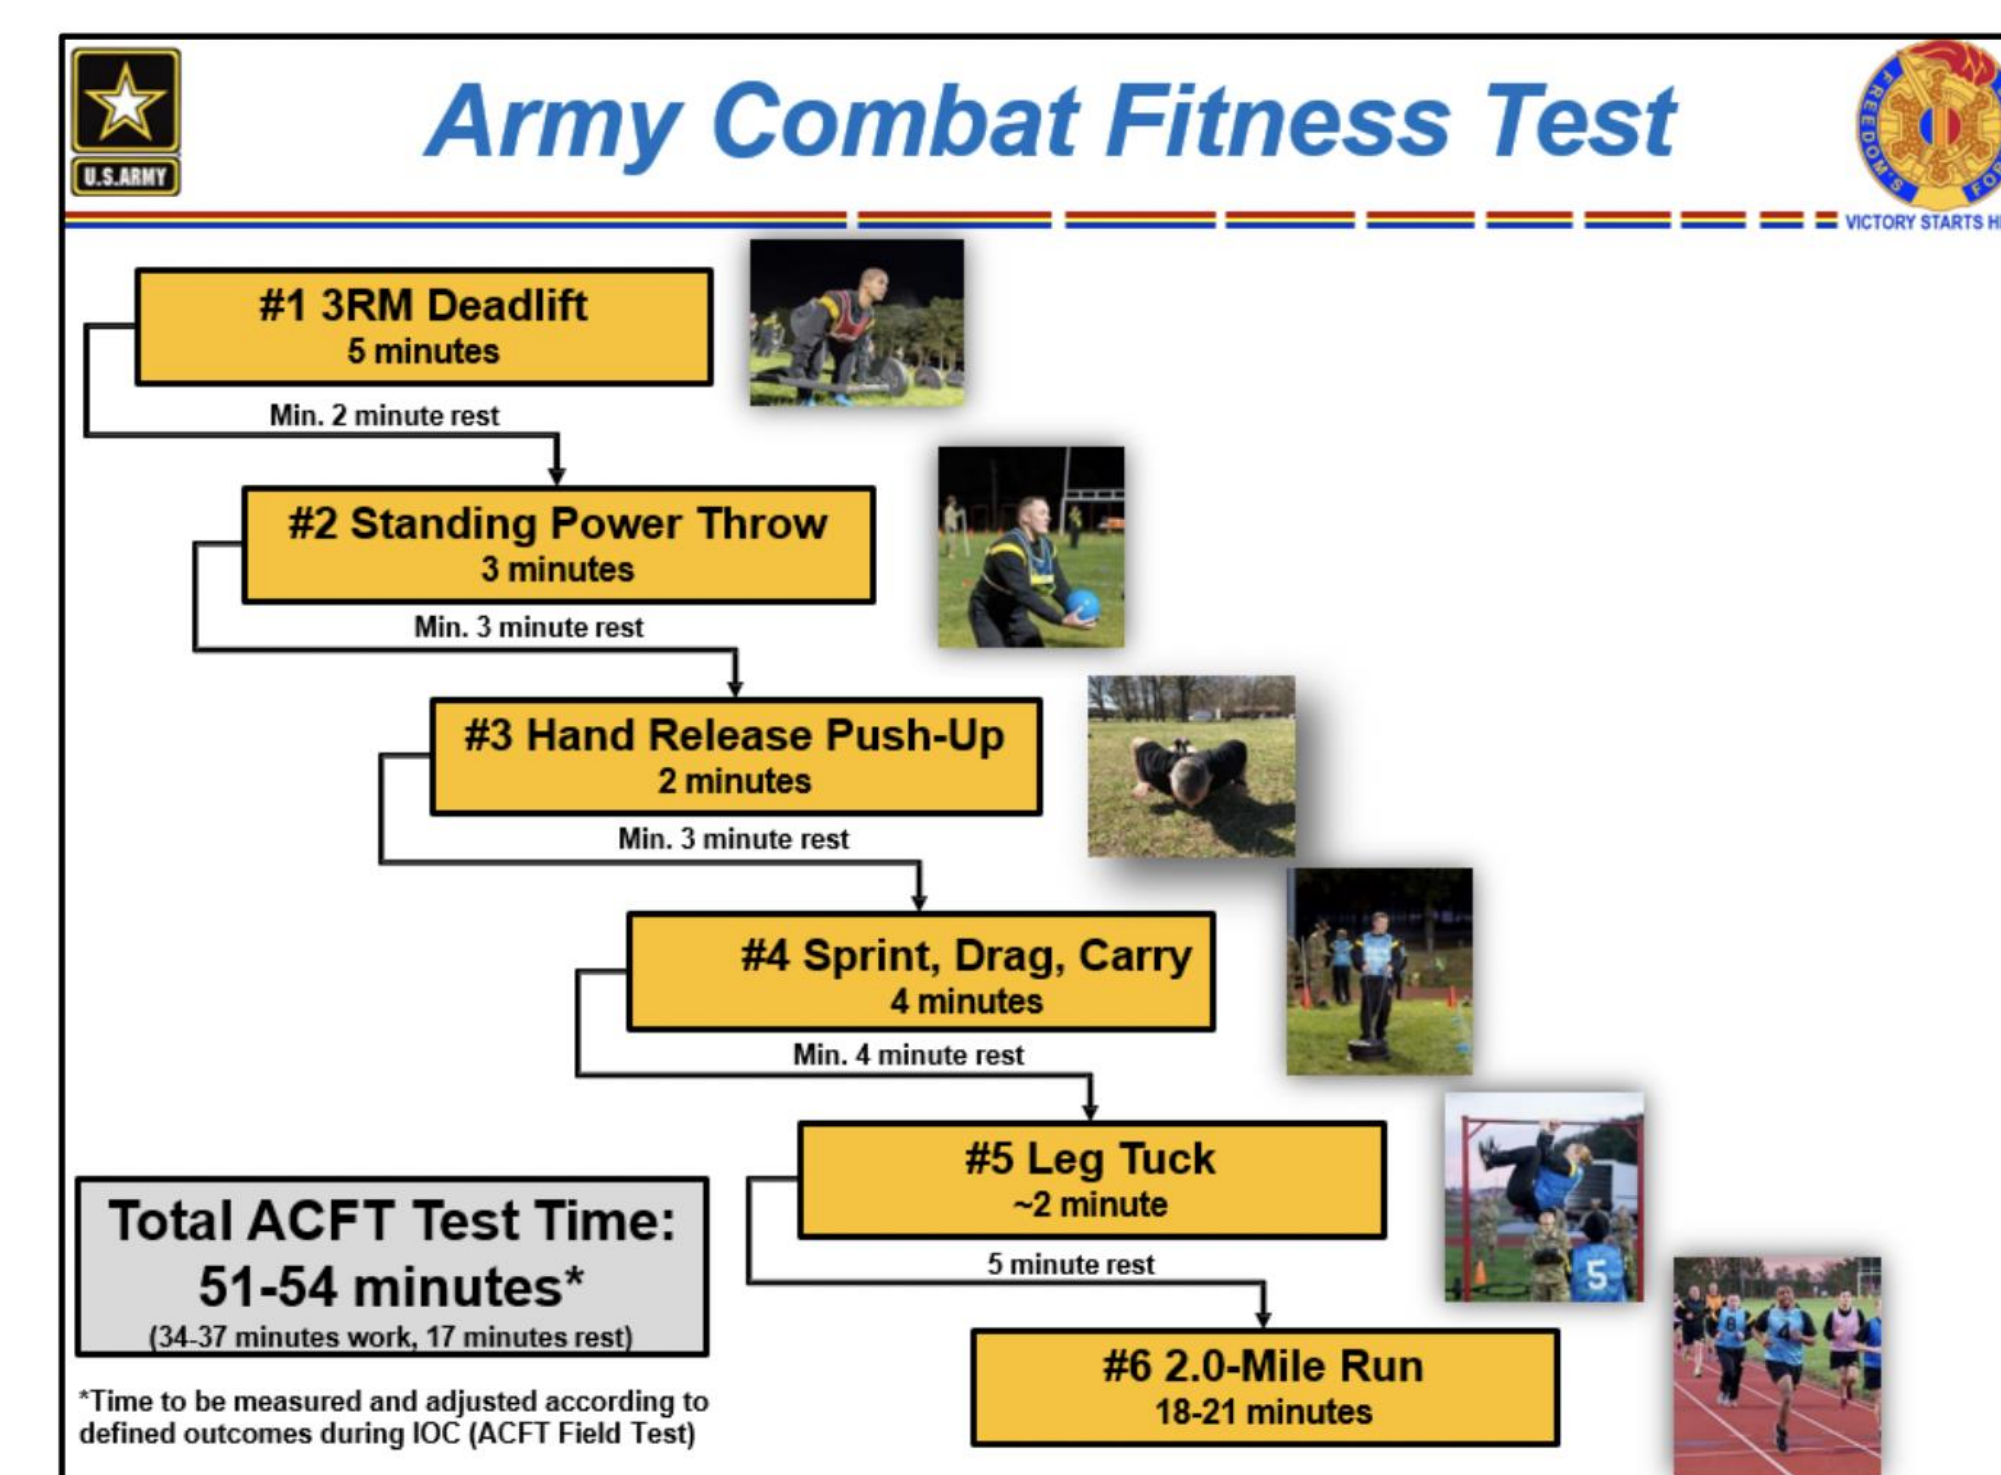 U.S.ARMY
Army Combat Fitness Test
FREEDOM'S
VICTORY STARTS
#1 3RM Deadlift
5 minutes
Min. 2 minute rest
#2 Standing Power Throw
3 minutes
Min. 3 minute rest
#3 Hand Release Push-Up
2 minutes
Min. 3 minute rest
#4 Sprint, Drag, Carry
4 minutes
Min. 4 minute rest
#5 Leg Tuck
~2 minute
5 minute rest
5
#6 2.0-Mile Run
18-21 minutes
8
4
Total ACFT Test Time:
51-54 minutes*
(34-37 minutes work, 17 minutes rest)
*Time to be measured and adjusted according to
defined outcomes during IOC (ACFT Field Test)